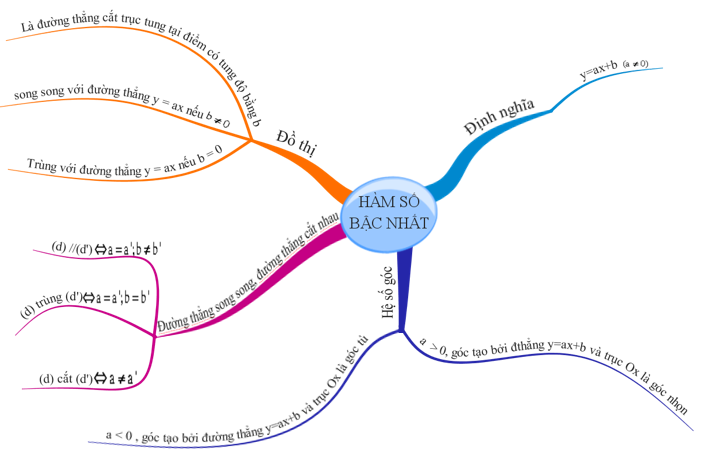 HÀM SỐ
BẬC NHẤT
Định nghĩa
y=ax+b (a ≠ 0)
Đồ thị
Là đường thẳng cắt trục tung tại điểm có tung độ bằng b
song song với đường thẳng y = ax nếu b ≠ 0
Trùng với đường thẳng y = ax nếu b = 0
Đường thẳng song song, đường thẳng cắt nhau
(d) //(d')⇔a=a';b≠b'
(d) trùng (d')⇔a=a';b=b'
(d) cắt (d')⇔a≠a'
Hệ số góc
a >0, góc tạo bởi đthẳng y=ax+b và trục Ox là góc nhọn
a < 0 , góc tạo bởi đường thẳng y=ax+b và trục Ox là góc tù